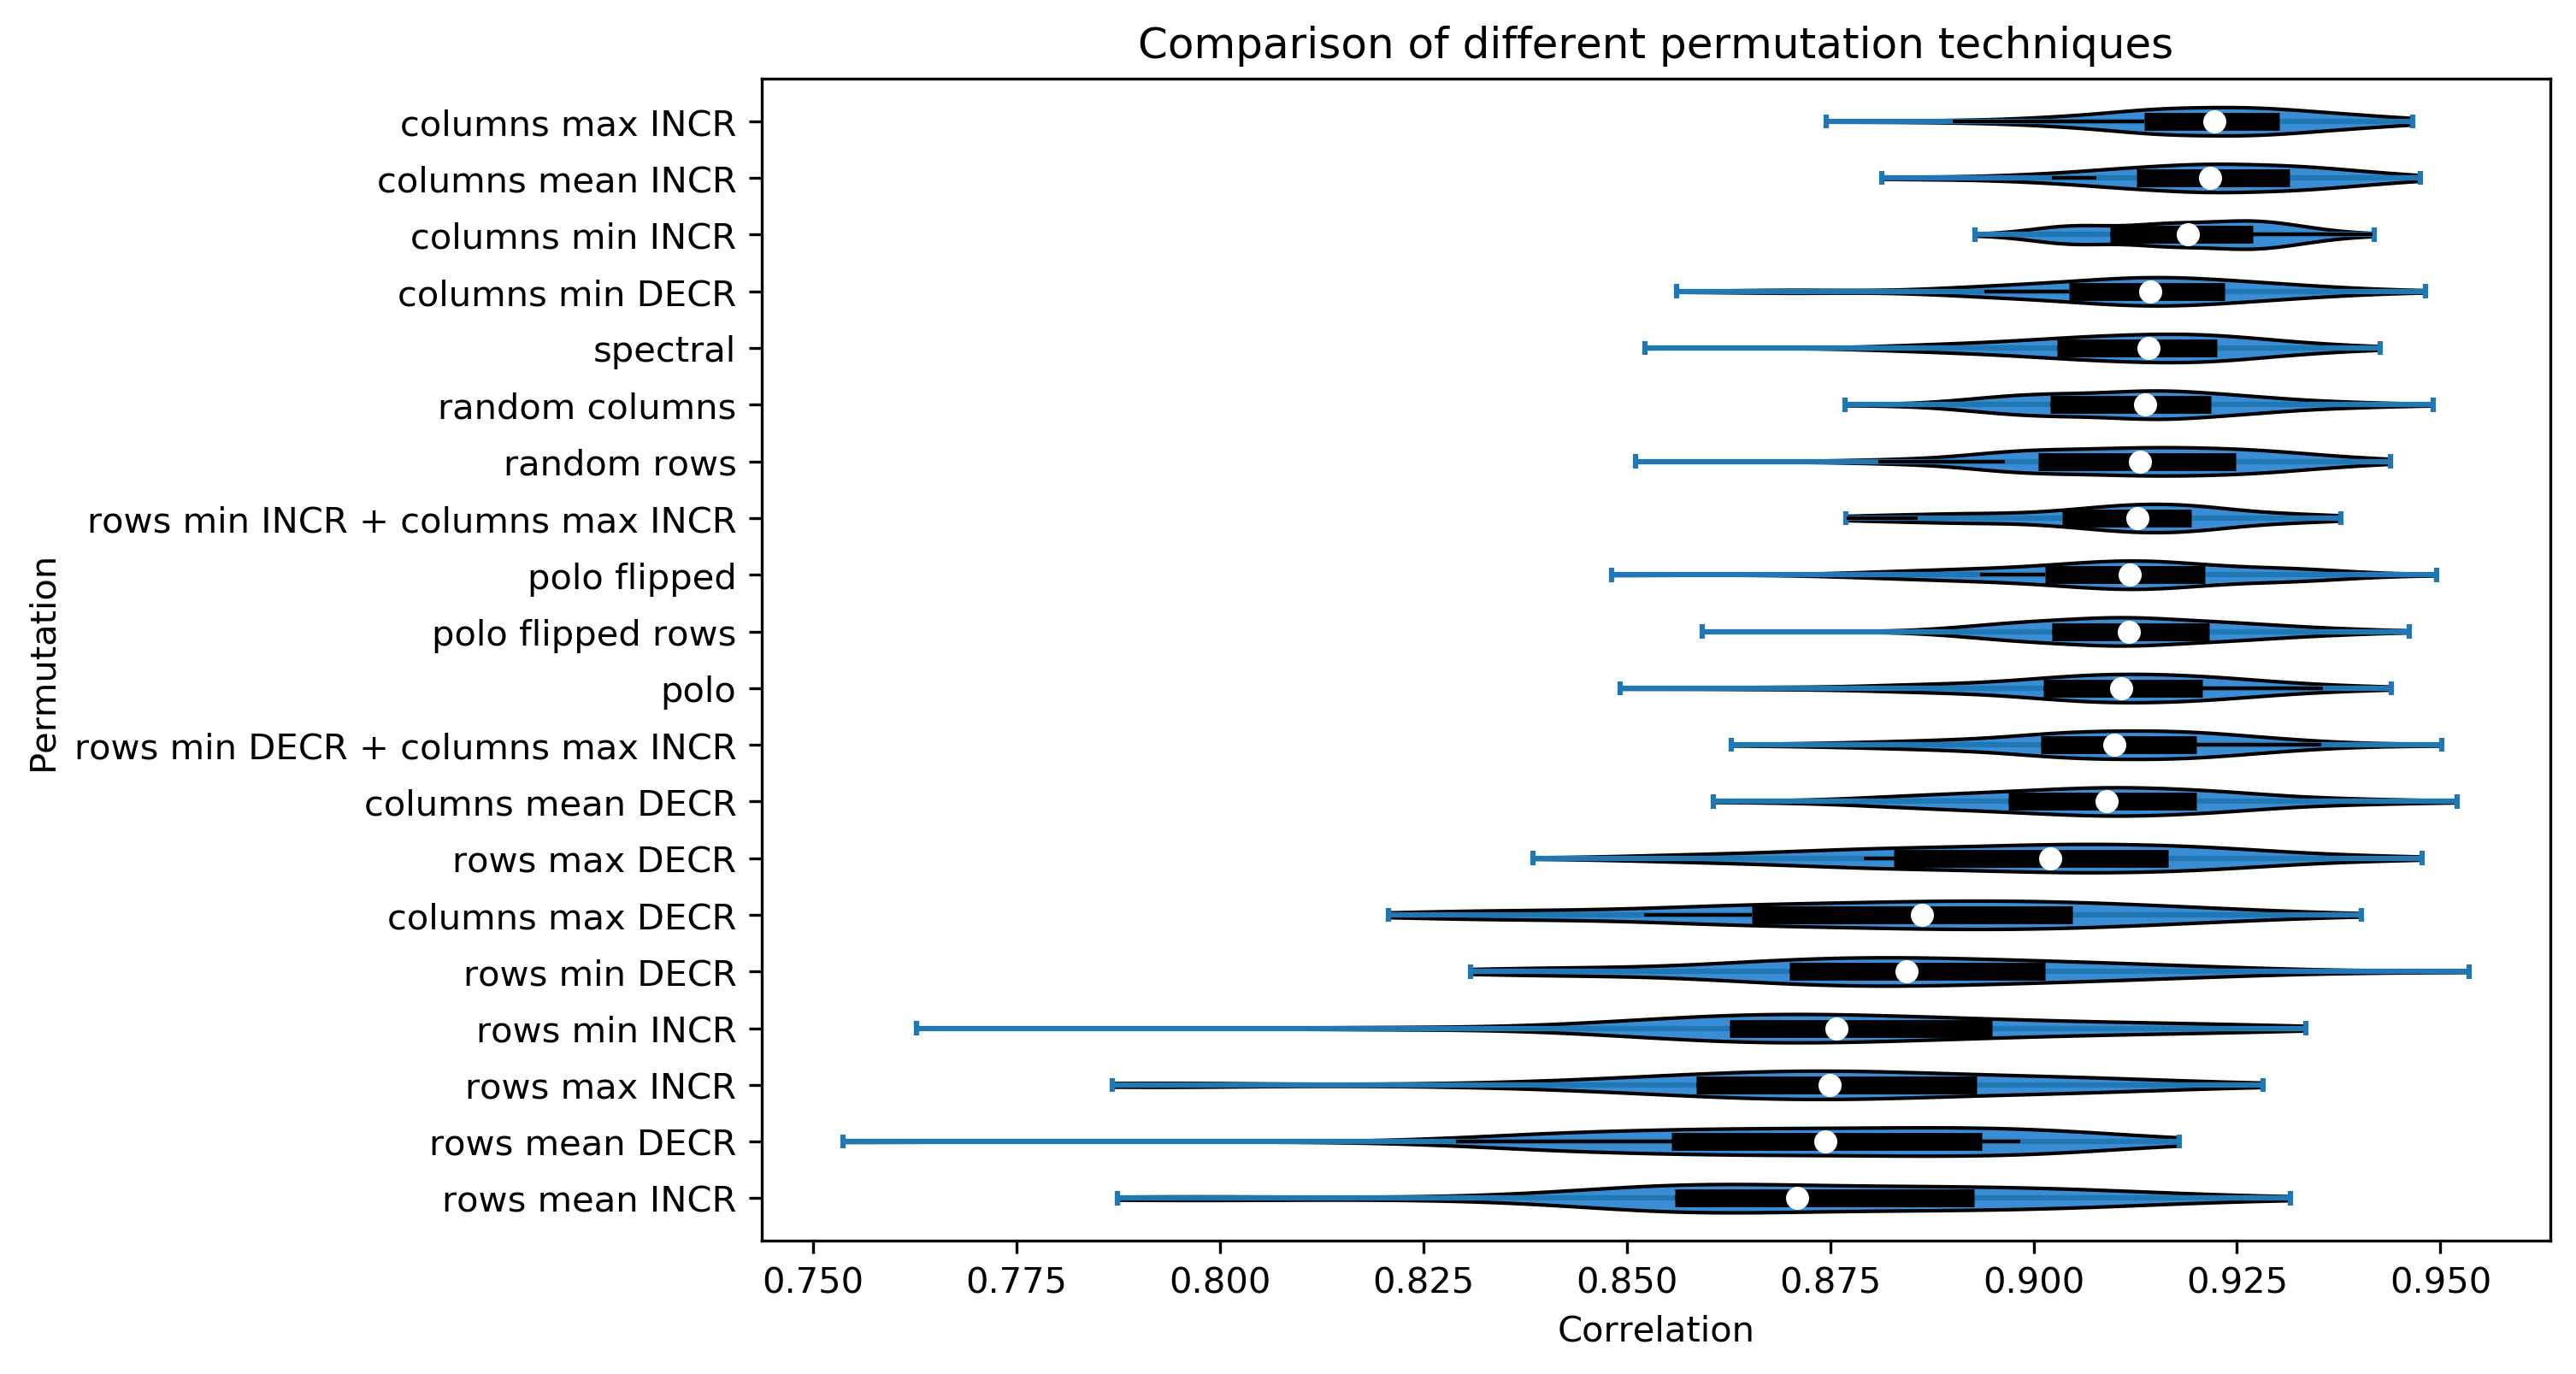 Comparison of different permutation techniques
Permutation
columns max INCR
columns mean INCR
columns min INCR
columns min DECR
spectral
random columns
random rows
rows min INCR + columns max INCR
polo flipped
polo flipped rows
polo
rows min DECR + columns max INCR
columns mean DECR
rows max DECR
columns max DECR
rows min DECR
rows min INCR
rows max INCR
rows mean DECR
rows mean INCR
0.750 0.775 0.800 0.825 0.850 0.875 0.900 0.925 0.950
Correlation